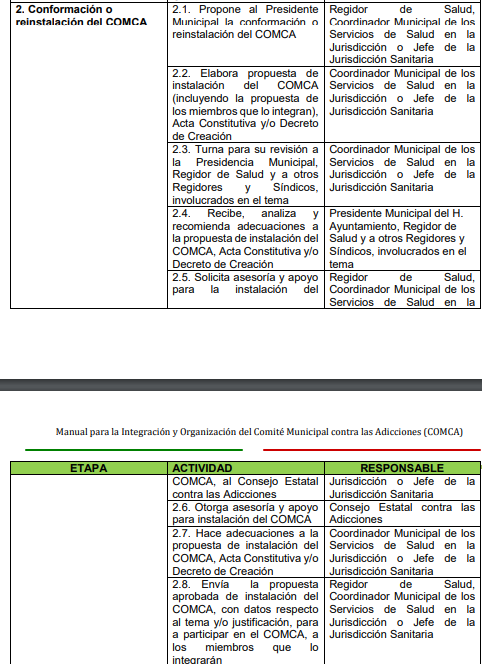 2. Conformación o
reinstalación del COMCA
2.1. Propone al Presidente
Municipal la conformación o
reinstalación del COMCA
Regidor de Salud,
Coordinador Municipal de los
Servicios de Salud en la
Jurisdicción o Jefe de la
Jurisdicción Sanitaria
2.2. Elabora propuesta de
instalación del COMCA
(incluyendo la propuesta de
los miembros que lo integran),
Acta Constitutiva y/o Decreto
de Creación
Coordinador Municipal de los
Servicios de Salud en la
Jurisdicción o Jefe de la
Jurisdicción Sanitaria
2.3. Turna para su revisión a
la Presidencia Municipal,
Regidor de Salud y a otros
Regidores y Síndicos,
involucrados en el tema
Coordinador Municipal de los
Servicios de Salud en la
Jurisdicción o Jefe de la
Jurisdicción Sanitaria
2.4. Recibe, analiza y
recomienda adecuaciones a
la propuesta de instalación del
COMCA, Acta Constitutiva y/o
Decreto de Creación
Presidente Municipal del H.
Ayuntamiento, Regidor de
Salud y a otros Regidores y
Síndicos, involucrados en el
tema
2.5. Solicita asesoría y apoyo
para la instalación del
Regidor de Salud,
Coordinador Municipal de los
Servicios de Salud en la
Manual para la Integración y Organización del Comité Municipal contra las Adicciones (COMCA)
ETAPA
ACTIVIDAD
RESPONSABLE
COMCA, al Consejo Estatal
contra las Adicciones
Jurisdicción o Jefe de la
Jurisdicción Sanitaria
2.6. Otorga asesoría y apoyo
para instalación del COMCA
Consejo Estatal contra las
Adicciones
2.7. Hace adecuaciones a la
propuesta de instalación del
COMCA, Acta Constitutiva y/o
Decreto de Creación
Coordinador Municipal de los
Servicios de Salud en la
Jurisdicción o Jefe de la
Jurisdicción Sanitaria
2.8. Envía la propuesta
aprobada de instalación del
COMCA, con datos respecto
al tema y/o justificación, para
a participar en el COMCA, a
los miembros que lo
integrarán
Regidor de Salud,
Coordinador Municipal de los
Servicios de Salud en la
Jurisdicción o Jefe de la
Jurisdicción Sanitaria